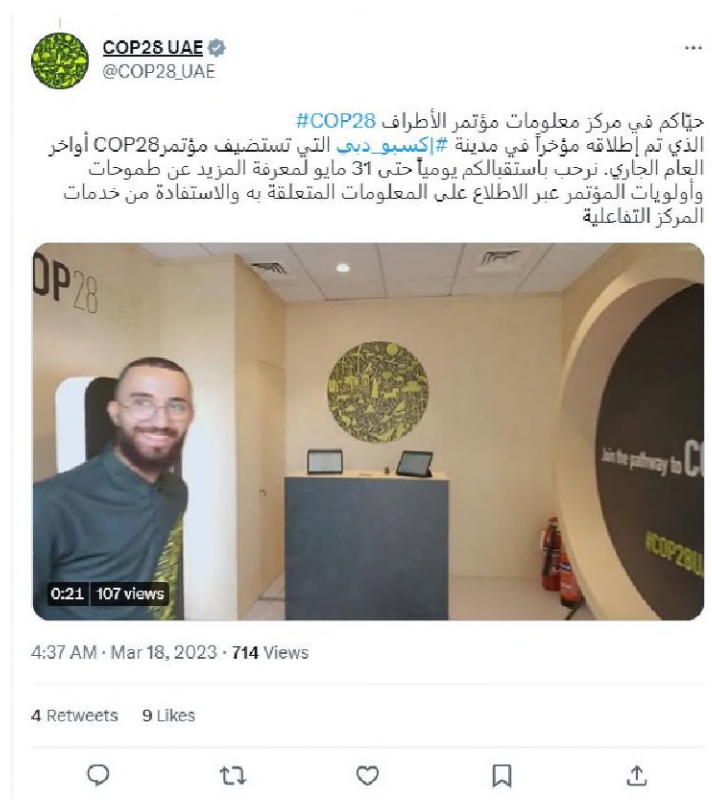 COP28 UAE
@COP28_UAE
حيّاكم في مركز معلومات مؤتمر الأطراف #COP28
الذي تم إطلاقه مؤخراً في مدينة #إكسبو_دبي التي تستضيف مؤتمرCOP28 أواخر
العام الجاري. نرحب باستقبالكم يومياً حتى 31 مايو لمعرفة المزيد عن طموحات
وأولويات المؤتمر عبر الاطلاع على المعلومات المتعلقة به والاستفادة من خدمات
المركز التفاعلية
OP28
Join the pathway to CO
#COP28U
0:21 107 views
4:37 AM · Mar 18, 2023 · 714 Views
4 Retweets 9 Likes